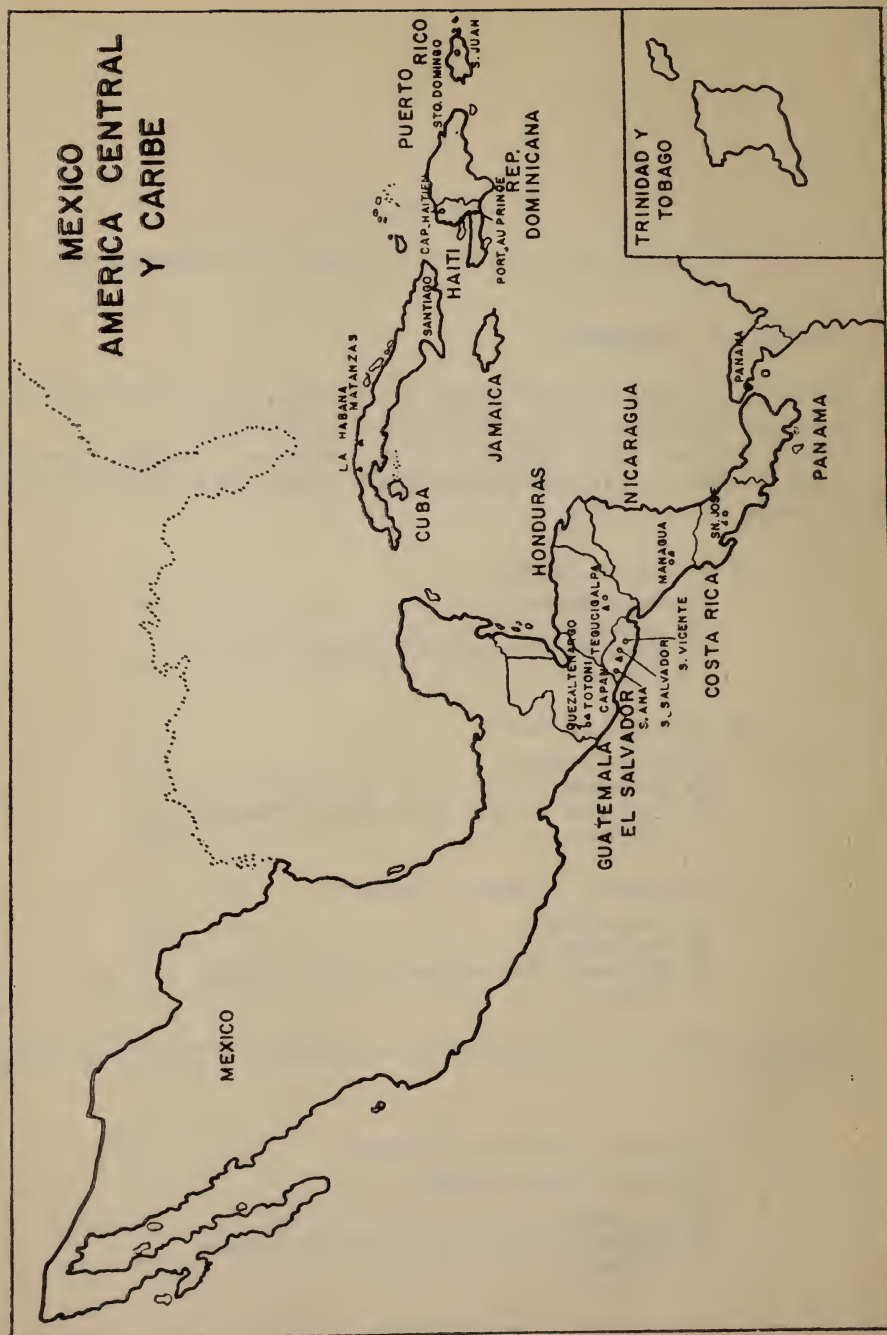 MEXICO
AMERICA CENTRAL
Y CARIBE
PUERTO
RICO
STO. DOMINGO
S. JUAN
CAP. HAITIEN
HAITI
PORT. AU PRINCE
REP.
DOMINICANA
LA HABANA
MATANZAS
SANTIAGO
CUBA
JAMAICA
MEXICO
HONDURAS
NICARAGUA
QUEZALTENARGO
TOTONI
CAPAN
TEGUCIGALPA
GUATEMALA
EL SALVADOR
S. ANA
S. SALVADOR
S. VICENTE
MANAGUA
COSTA RICA
SN. JOSE
PANAMA
PANAMA
TRINIDAD Y
TOBAGO